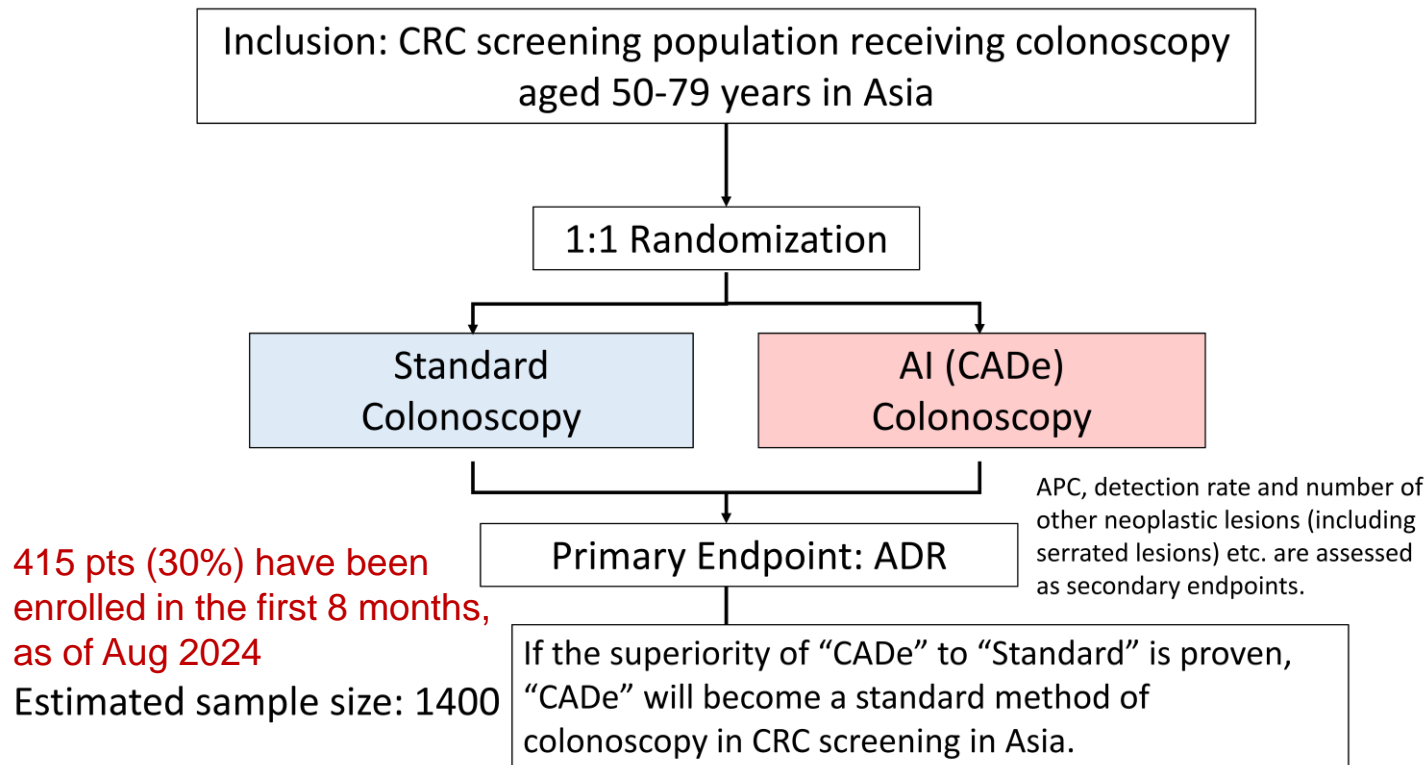 Inclusion: CRC screening population receiving colonoscopy
aged 50-79 years in Asia
1:1 Randomization
Standard
Colonoscopy
AI (CADe)
Colonoscopy
APC, detection rate and number of
other neoplastic lesions (including
serrated lesions) etc. are assessed
as secondary endpoints.
Primary Endpoint: ADR
415 pts (30%) have been
enrolled in the first 8 months,
as of Aug 2024
Estimated sample size: 1400
If the superiority of “CADe” to “Standard” is proven,
“CADe” will become a standard method of
colonoscopy in CRC screening in Asia.